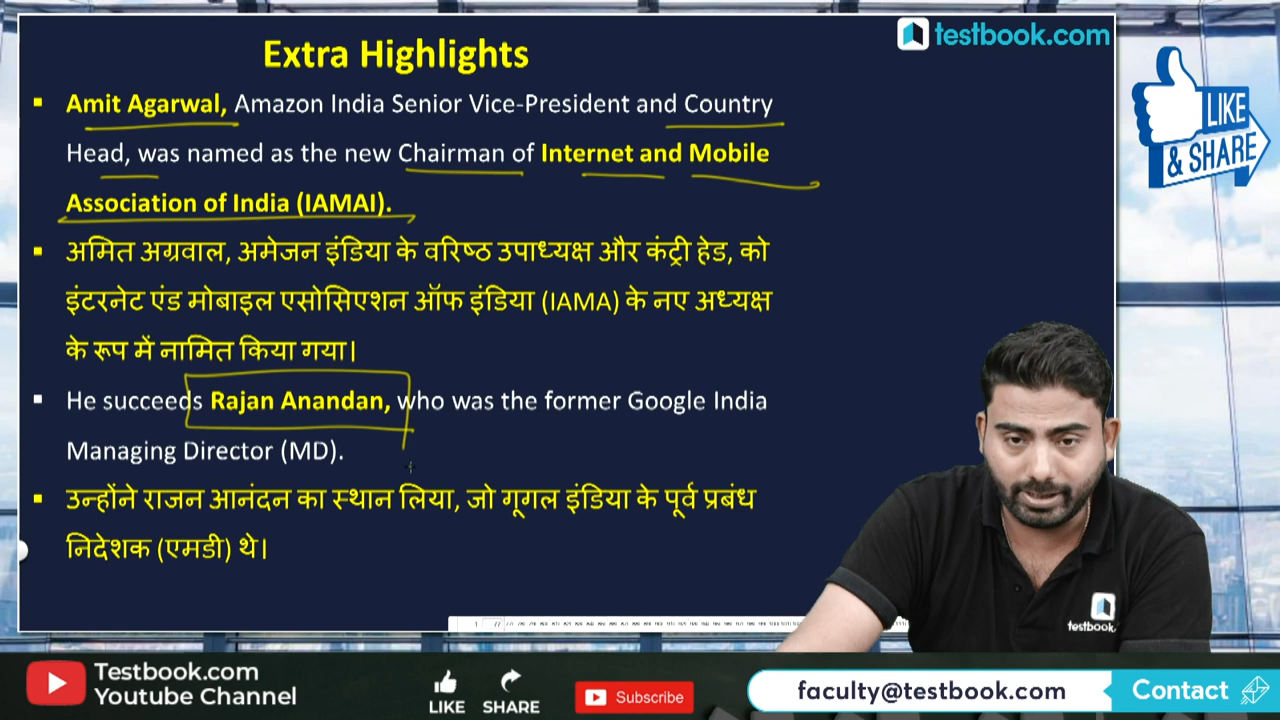 Extra Highlights
testbook.com
▪ Amit Agarwal, Amazon India Senior Vice-President and Country
Head, was named as the new Chairman of Internet and Mobile
Association of India (IAMAI).
▪ अमित अग्रवाल, अमेजन इंडिया के वरिष्ठ उपाध्यक्ष और कंट्री हेड, को
इंटरनेट एंड मोबाइल एसोसिएशन ऑफ इंडिया (IAMA) के नए अध्यक्ष
के रूप में नामित किया गया।
▪ He succeeds Rajan Anandan, who was the former Google India
Managing Director (MD).
▪ उन्होंने राजन आनंदन का स्थान लिया, जो गूगल इंडिया के पूर्व प्रबंध
निदेशक (एमडी) थे।
LIKE
& SHARE
testbook
Testbook.com
Youtube Channel
LIKE
SHARE
Subscribe
faculty@testbook.com
Contact